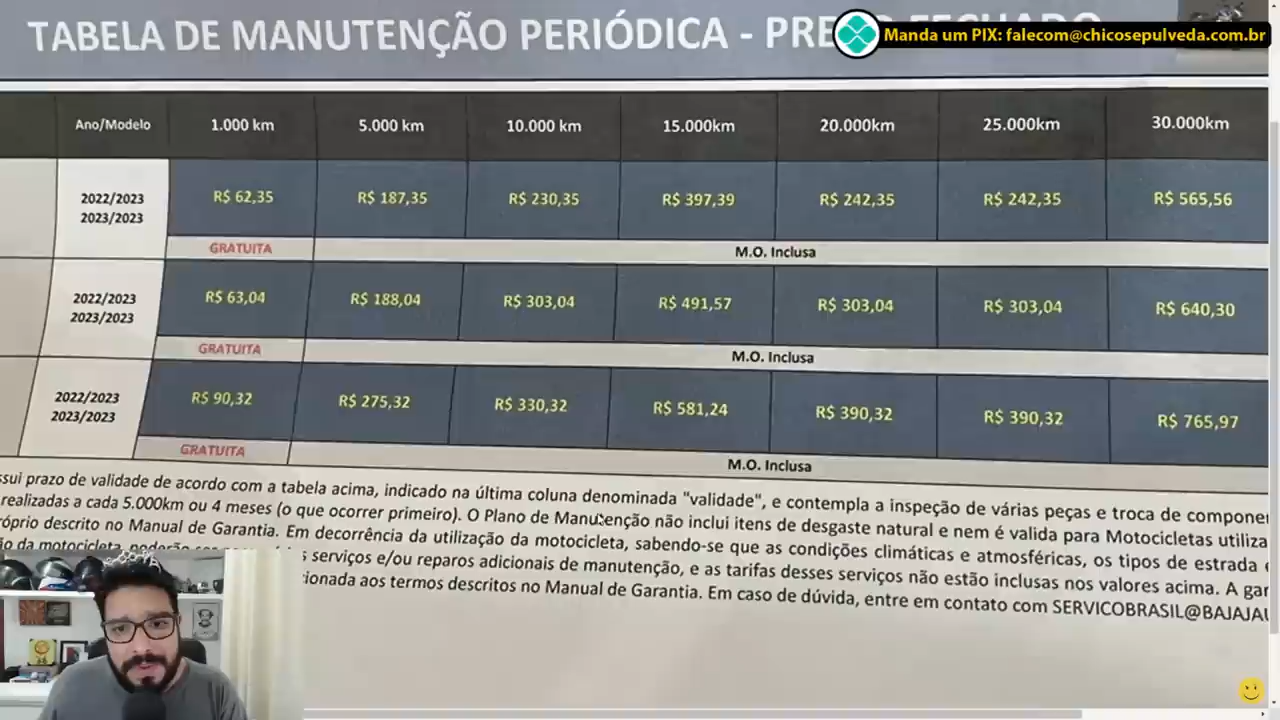 TABELA DE MANUTENÇÃO PERIÓDICA - PRE
Manda um PIX: falecom@chicosepulveda.com.br
Ano/Modelo 1.000 km 5.000 km 10.000 km 15.000km 20.000km 25.000km 30.000km
2022/2023
2023/2023
R$ 62,35 R$ 187,35 R$ 230,35 R$ 397,39 R$ 242,35 R$ 242,35 R$ 565,56
GRATUITA M.O. Inclusa
2022/2023
2023/2023
R$ 63,04 R$ 188,04 R$ 303,04 R$ 491,57 R$ 303,04 R$ 303,04 R$ 640,30
GRATUITA M.O. Inclusa
2022/2023
2023/2023
R$ 90,32 R$ 275,32 R$ 330,32 R$ 581,24 R$ 390,32 R$ 390,32 R$ 765,97
GRATUITA M.O. Inclusa
ssui prazo de validade de acordo com a tabela acima, indicado na última coluna denominada "validade", e contempla a inspeção de várias peças e troca de componen
realizadas a cada 5.000km ou 4 meses (o que ocorrer primeiro). O Plano de Manutenção não inclui itens de desgaste natural e nem é valida para Motocicletas utiliza
róprio descrito no Manual de Garantia. Em decorrência da utilização da motocicleta, sabendo-se que as condições climáticas e atmosféricas, os tipos de estrada
ão da motocicleta, s serviços e/ou reparos adicionais de manutenção, e as tarifas desses serviços não estão inclusas nos valores acima. A gar
ionada aos termos descritos no Manual de Garantia. Em caso de dúvida, entre em contato com SERVICOBRASIL@BAJAJAU